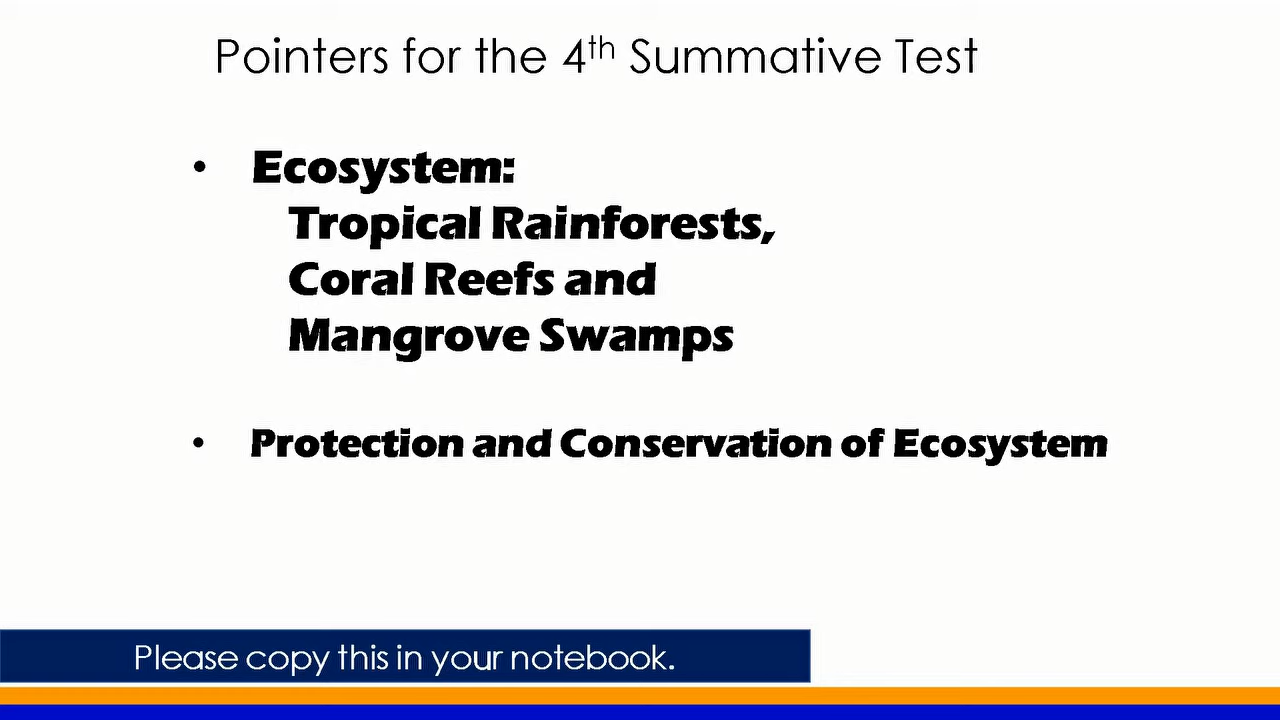 Pointers for the 4th Summative Test
• Ecosystem:
Tropical Rainforests,
Coral Reefs and
Mangrove Swamps
• Protection and Conservation of Ecosystem
Please copy this in your notebook.